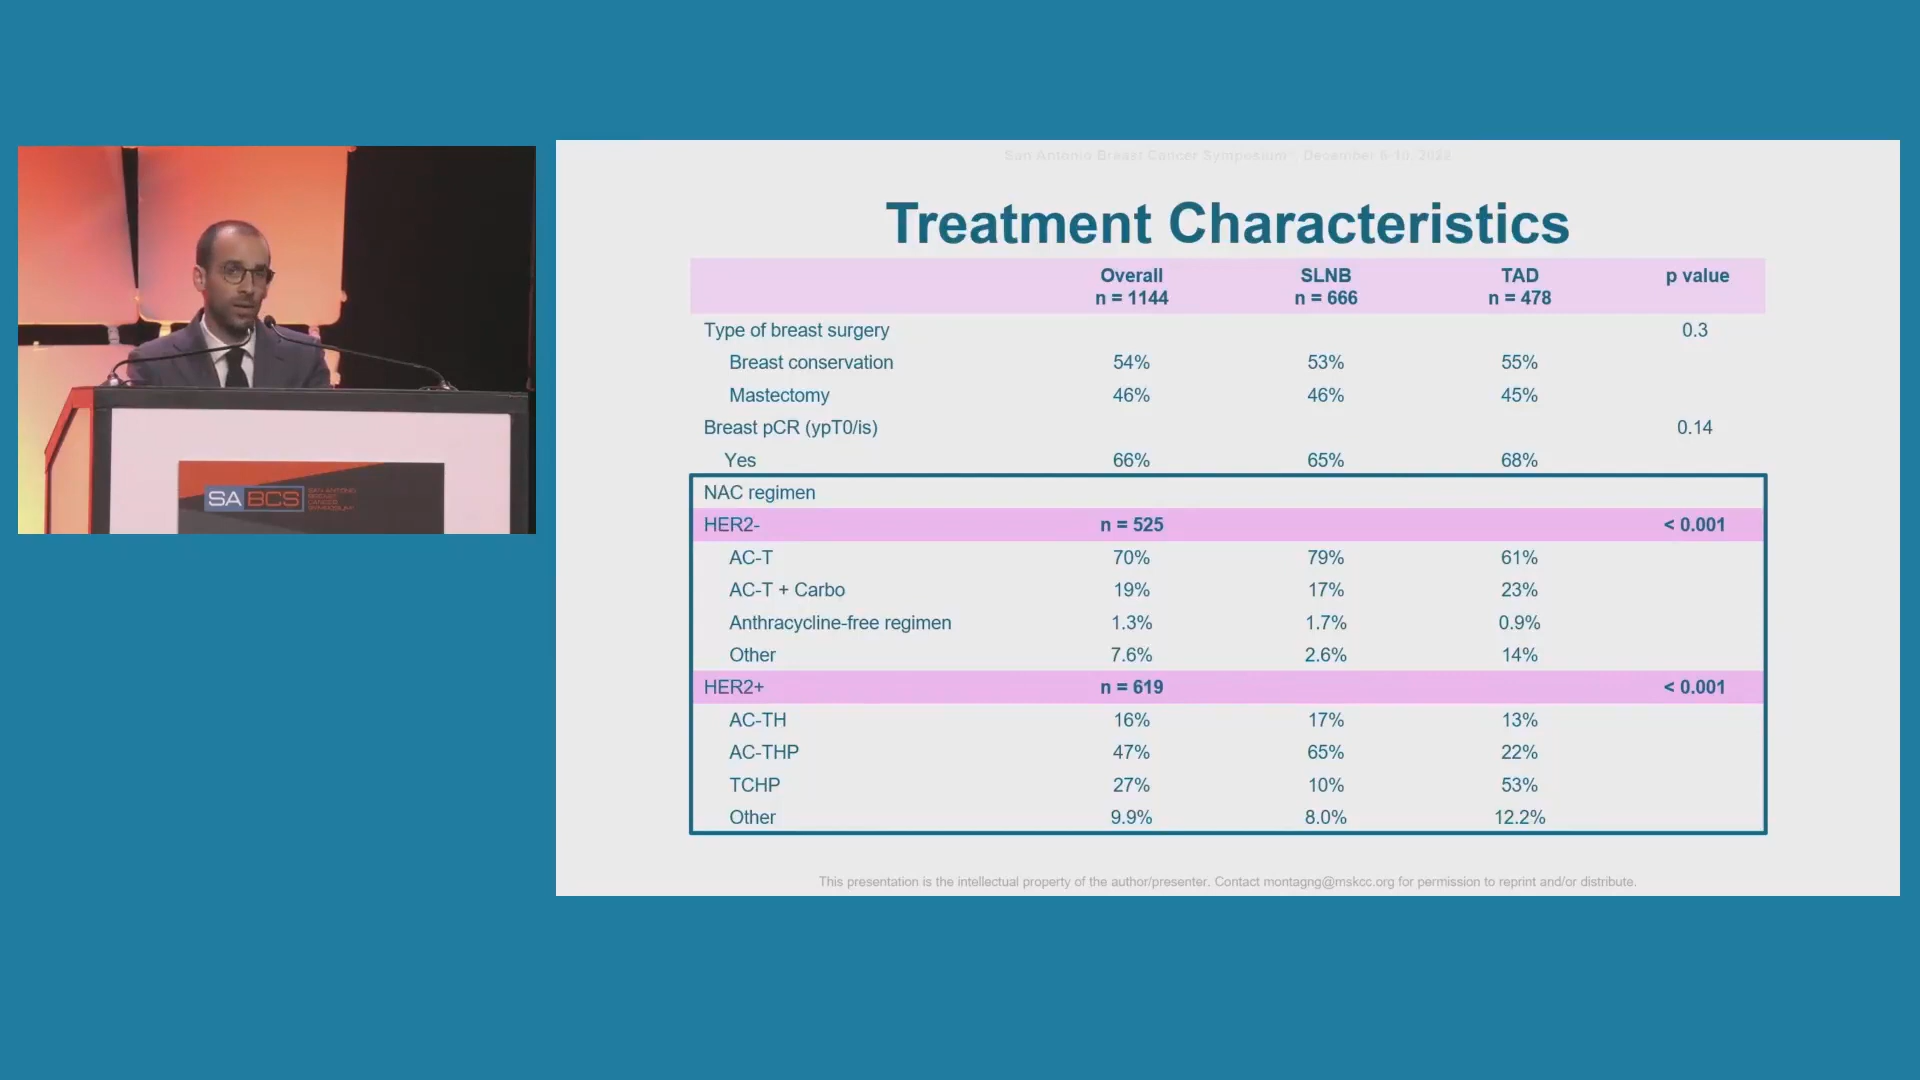 San Antonio Breast Cancer Symposium - December 6-10, 2022
Treatment Characteristics
Overall SLNB TAD p value
n = 1144 n = 666 n = 478
Type of breast surgery 0.3
Breast conservation 54% 53% 55%
Mastectomy 46% 46% 45%
Breast pCR (ypT0/is) 0.14
Yes 66% 65% 68%
NAC regimen
HER2- n = 525 < 0.001
AC-T 70% 79% 61%
AC-T + Carbo 19% 17% 23%
Anthracycline-free regimen 1.3% 1.7% 0.9%
Other 7.6% 2.6% 14%
HER2+ n = 619 < 0.001
AC-TH 16% 17% 13%
AC-THP 47% 65% 22%
TCHP 27% 10% 53%
Other 9.9% 8.0% 12.2%
This presentation is the intellectual property of the author/presenter. Contact montagng@mskcc.org for permission to reprint and/or distribute.
SABCS
SAN ANTONIO
BREAST
CANCER
SYMPOSIUM